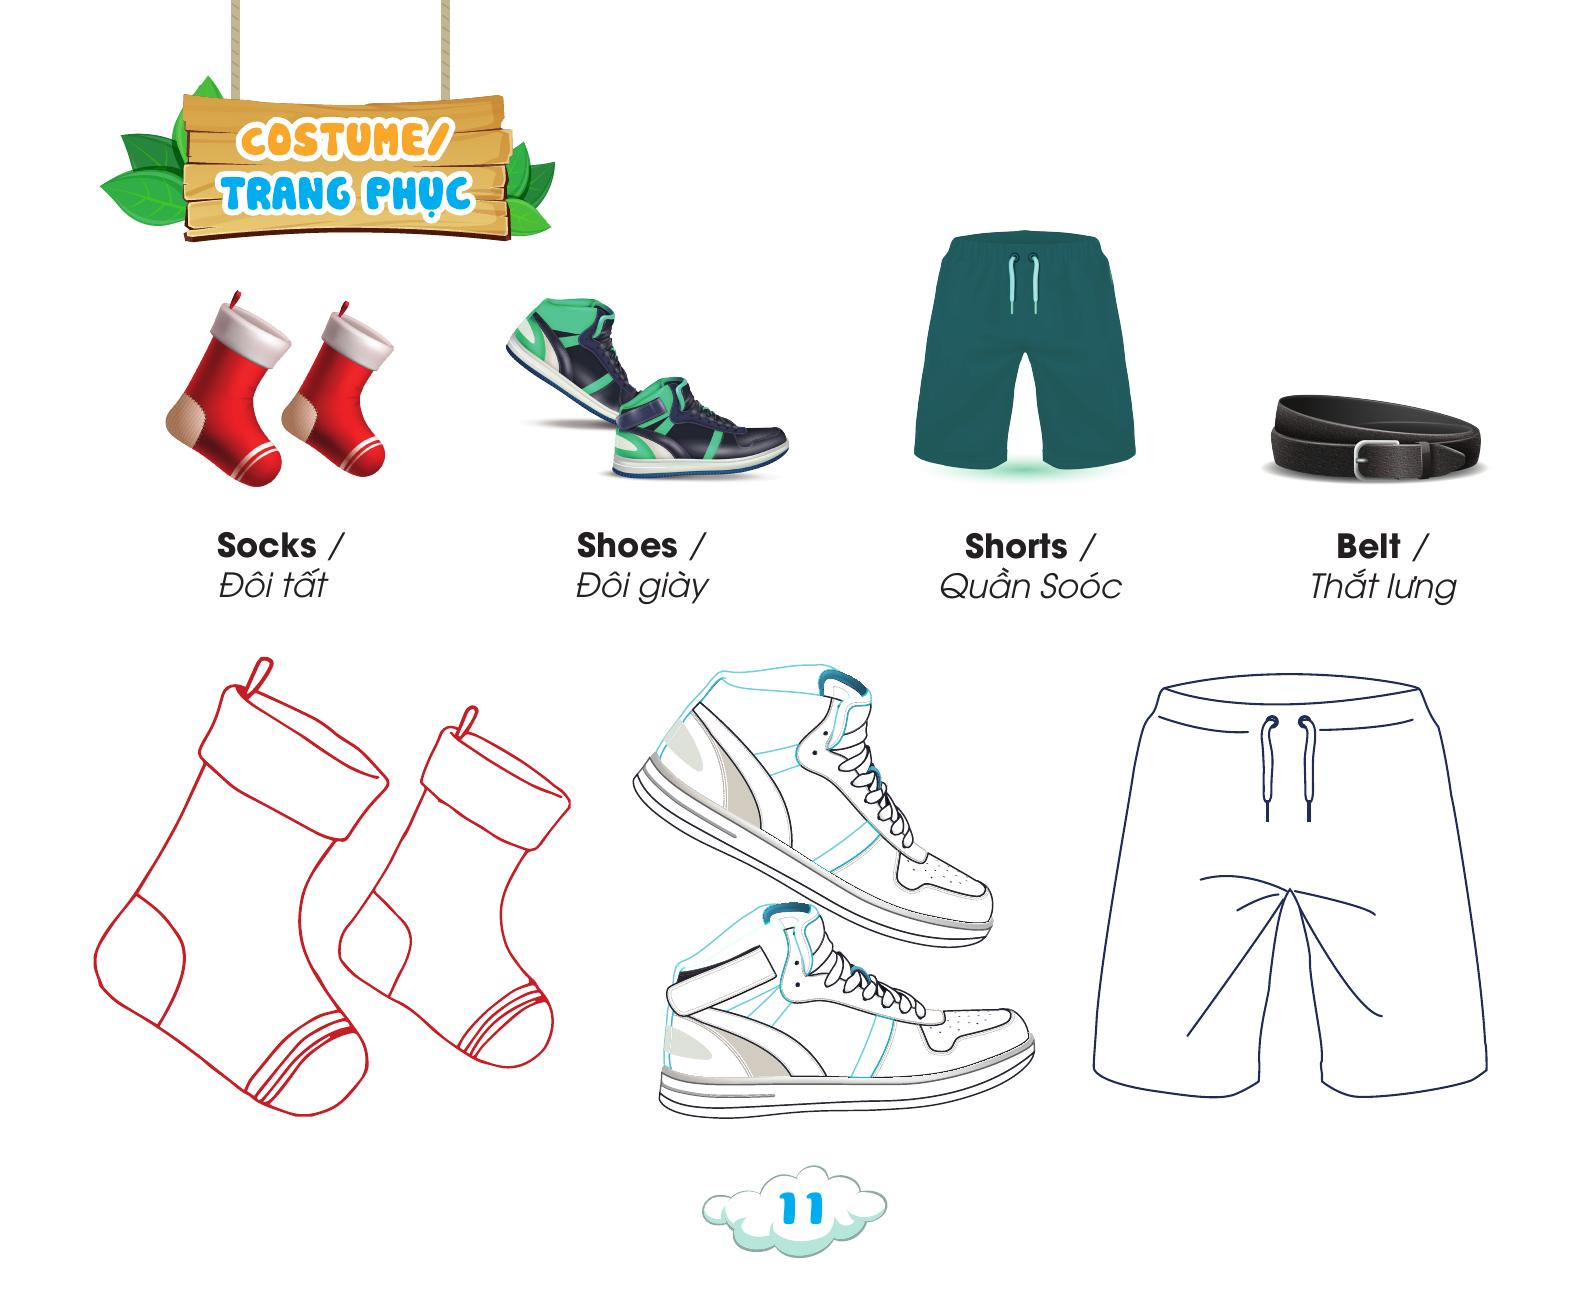 COSTUME/
TRANG PHỤC
Socks /
Đôi tất
Shoes /
Đôi giày
Shorts /
Quần Soóc
Belt /
Thắt lưng
11